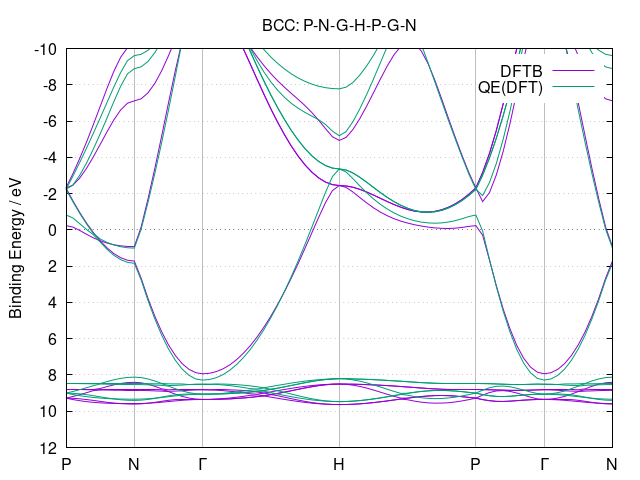 BCC: P-N-G-H-P-G-N
-10
-8
-6
-4
-2
0
2
4
6
8
10
12
Binding Energy / eV
DFTB
QE(DFT)
P N Γ H P Γ N